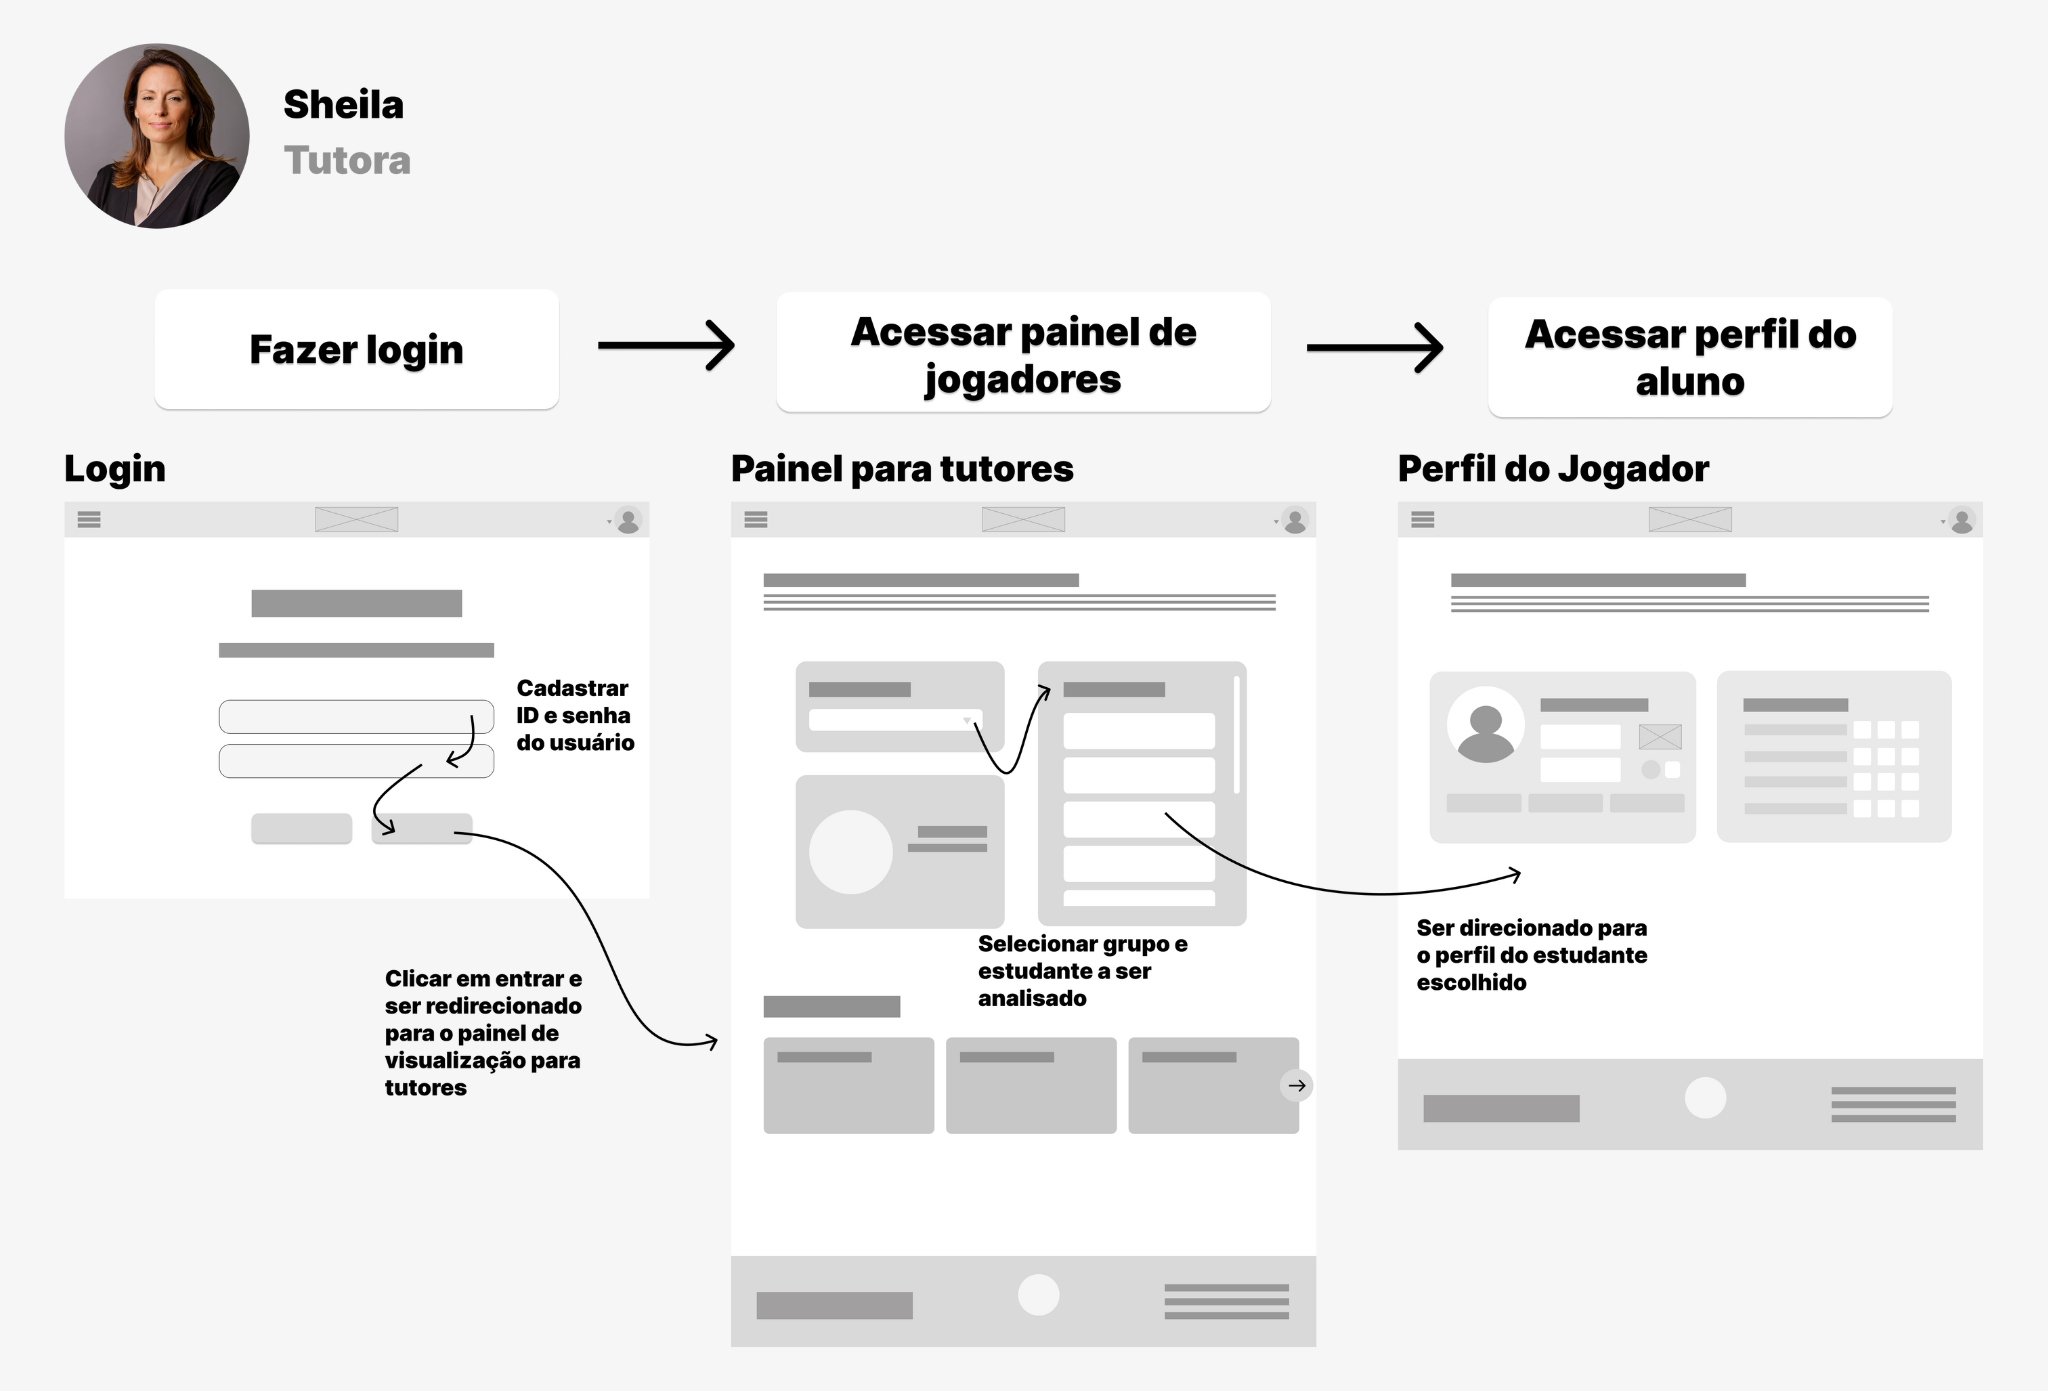 Sheila
Tutora
Fazer login
Acessar painel de
jogadores
Acessar perfil do
aluno
Login
Painel para tutores
Perfil do Jogador
Cadastrar
ID e senha
do usuário
Clicar em entrar e
ser redirecionado
para o painel de
visualização para
tutores
Selecionar grupo e
estudante a ser
analisado
Ser direcionado para
o perfil do estudante
escolhido